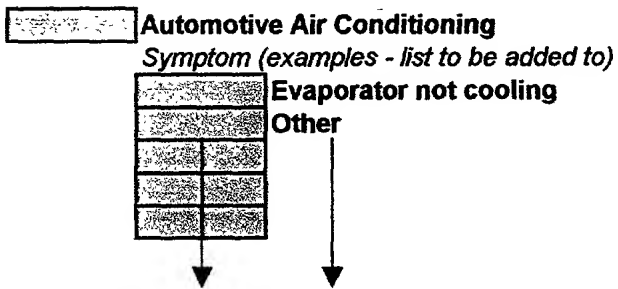 Automotive Air Conditioning
Symptom (examples - list to be added to)
Evaporator not cooling
Other